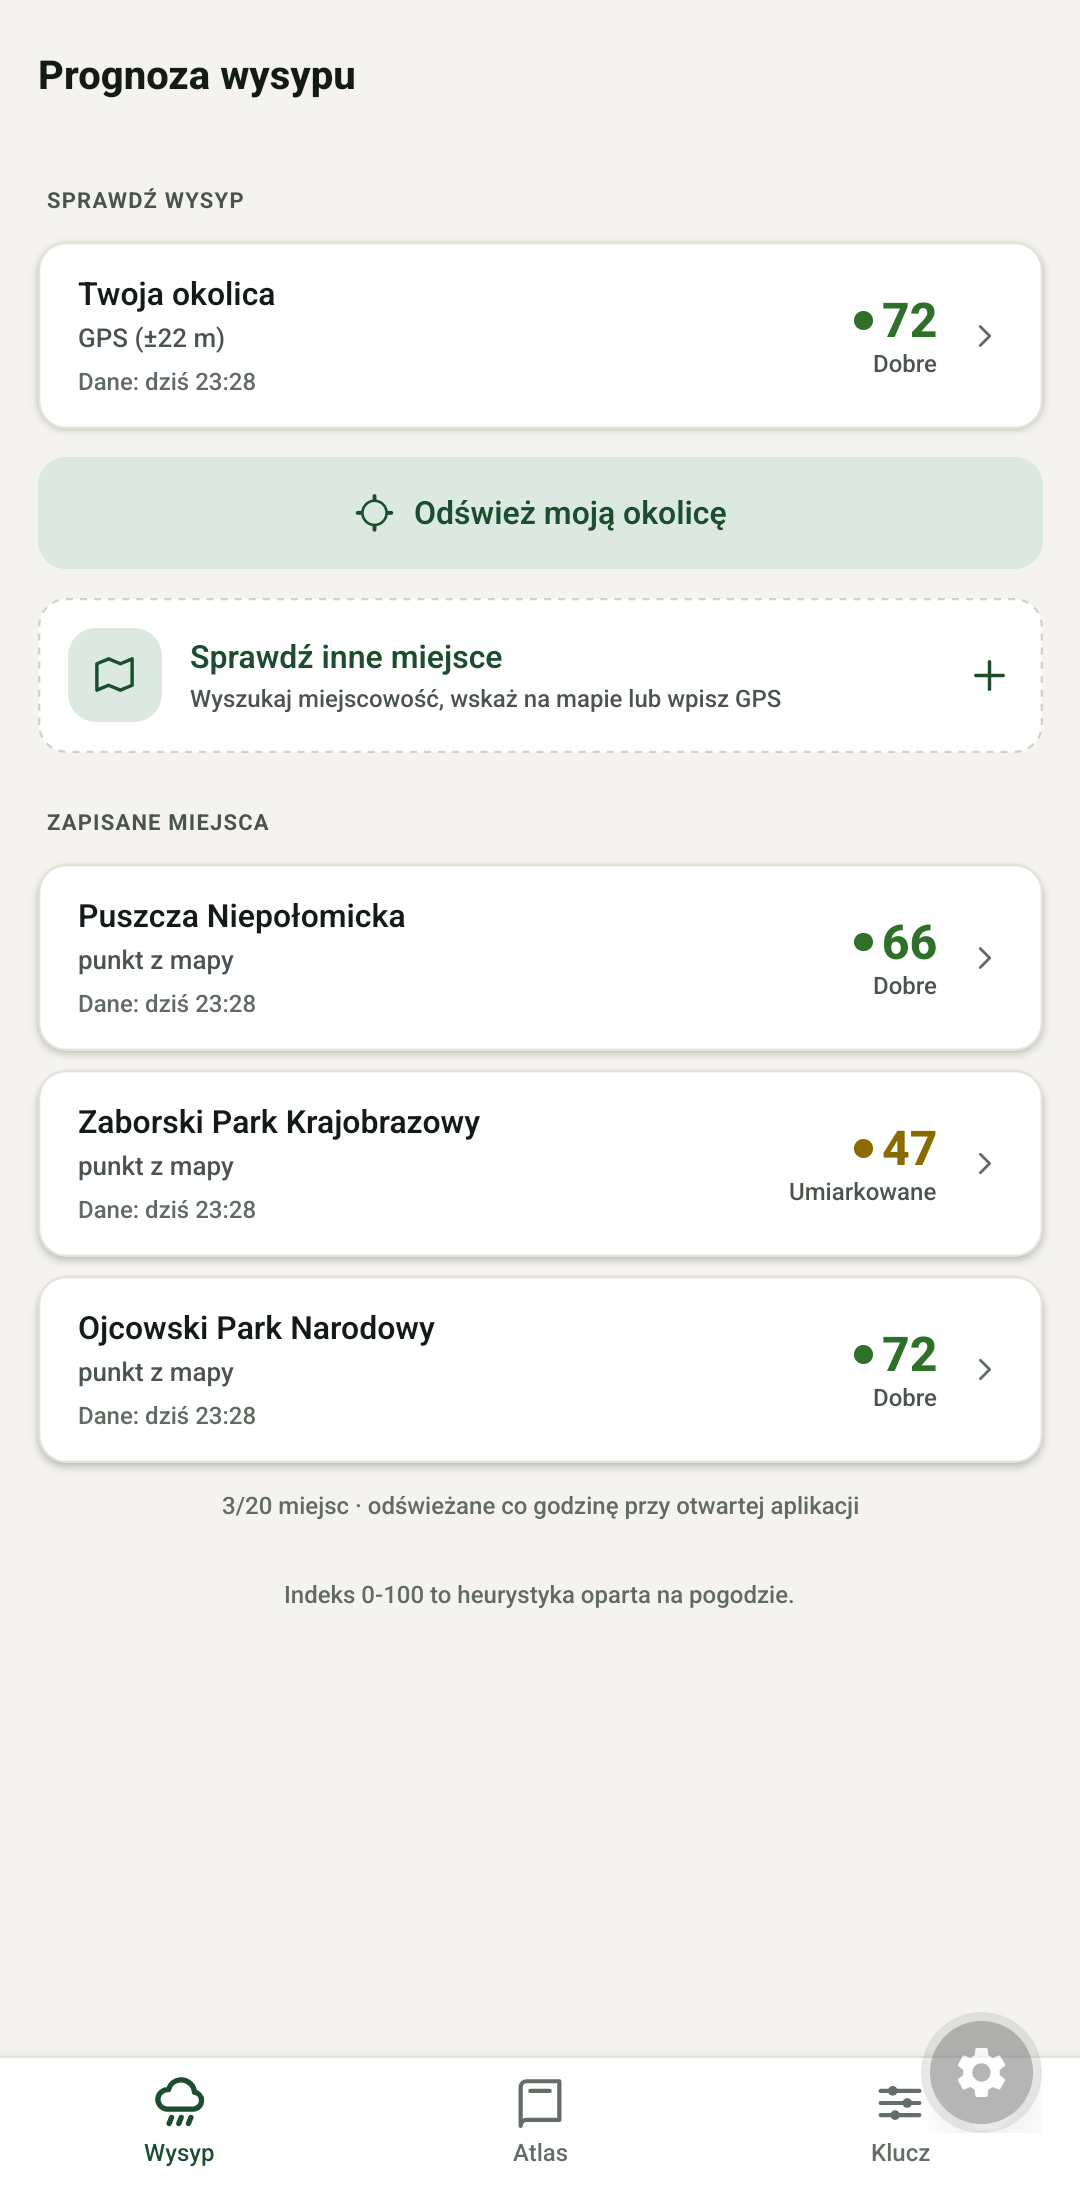 Prognoza wysypu
SPRAWDŹ WYSYP
Twoja okolica
GPS (±22 m)
Dane: dziś 23:28
72
Dobre
Odśwież moją okolicę
Sprawdź inne miejsce
Wyszukaj miejscowość, wskaż na mapie lub wpisz GPS
ZAPISANE MIEJSCA
Puszcza Niepołomicka
punkt z mapy
Dane: dziś 23:28
66
Dobre
Zaborski Park Krajobrazowy
punkt z mapy
Dane: dziś 23:28
47
Umiarkowane
Ojcowski Park Narodowy
punkt z mapy
Dane: dziś 23:28
72
Dobre
3/20 miejsc · odświeżane co godzinę przy otwartej aplikacji
Indeks 0-100 to heurystyka oparta na pogodzie.
Wysyp
Atlas
Klucz